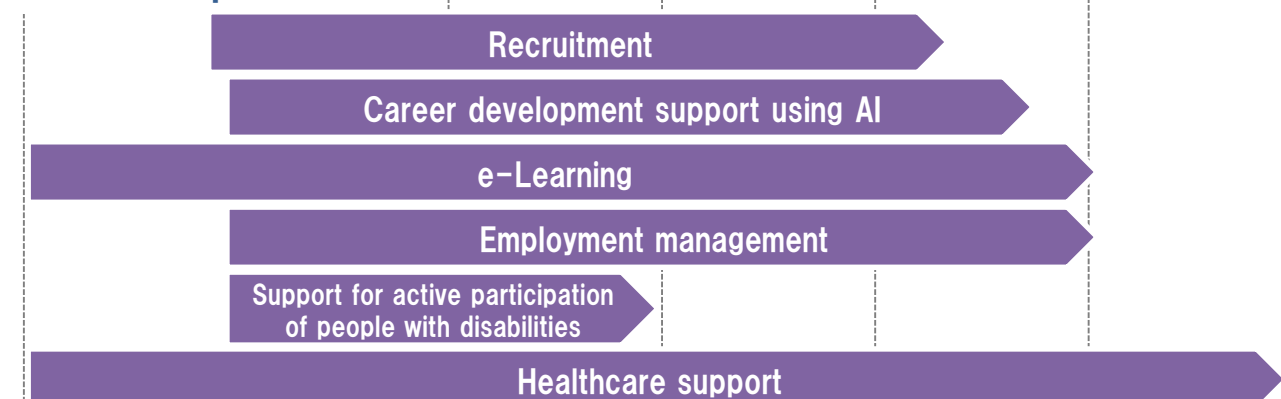 Recruitment
Career development support using AI
e-Learning
Employment management
Support for active participation
of people with disabilities
Healthcare support